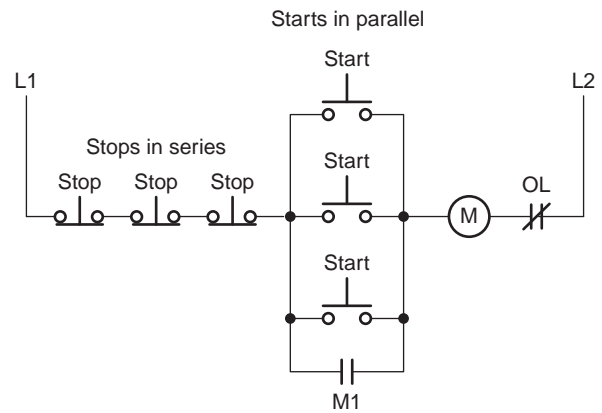 Starts in parallel
Start
L1
L2
Stops in series
Stop Stop Stop
Start
M
OL
Start
M1